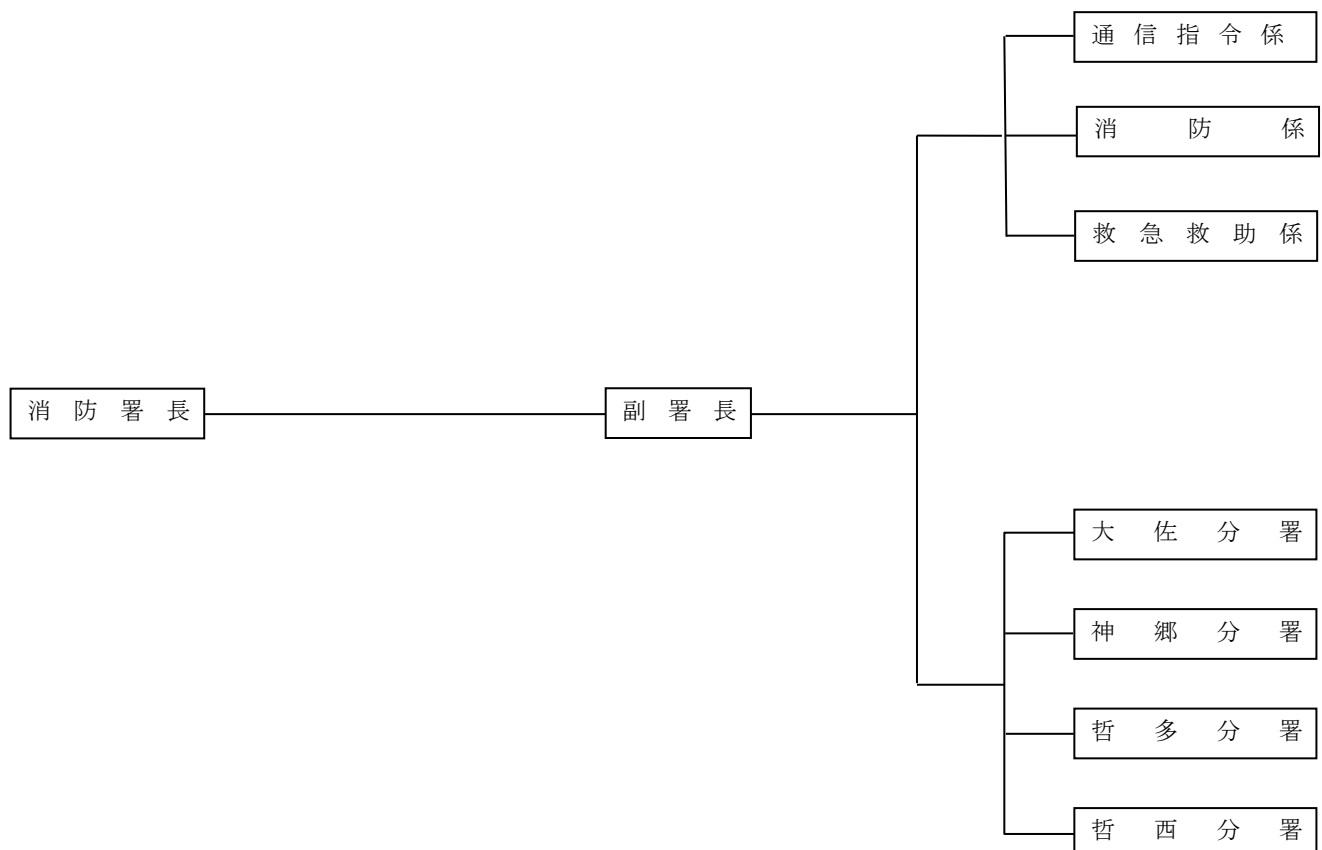 通信指令係
消防係
救急救助係
消防署長
副署長
大佐分署
神郷分署
哲多分署
哲西分署